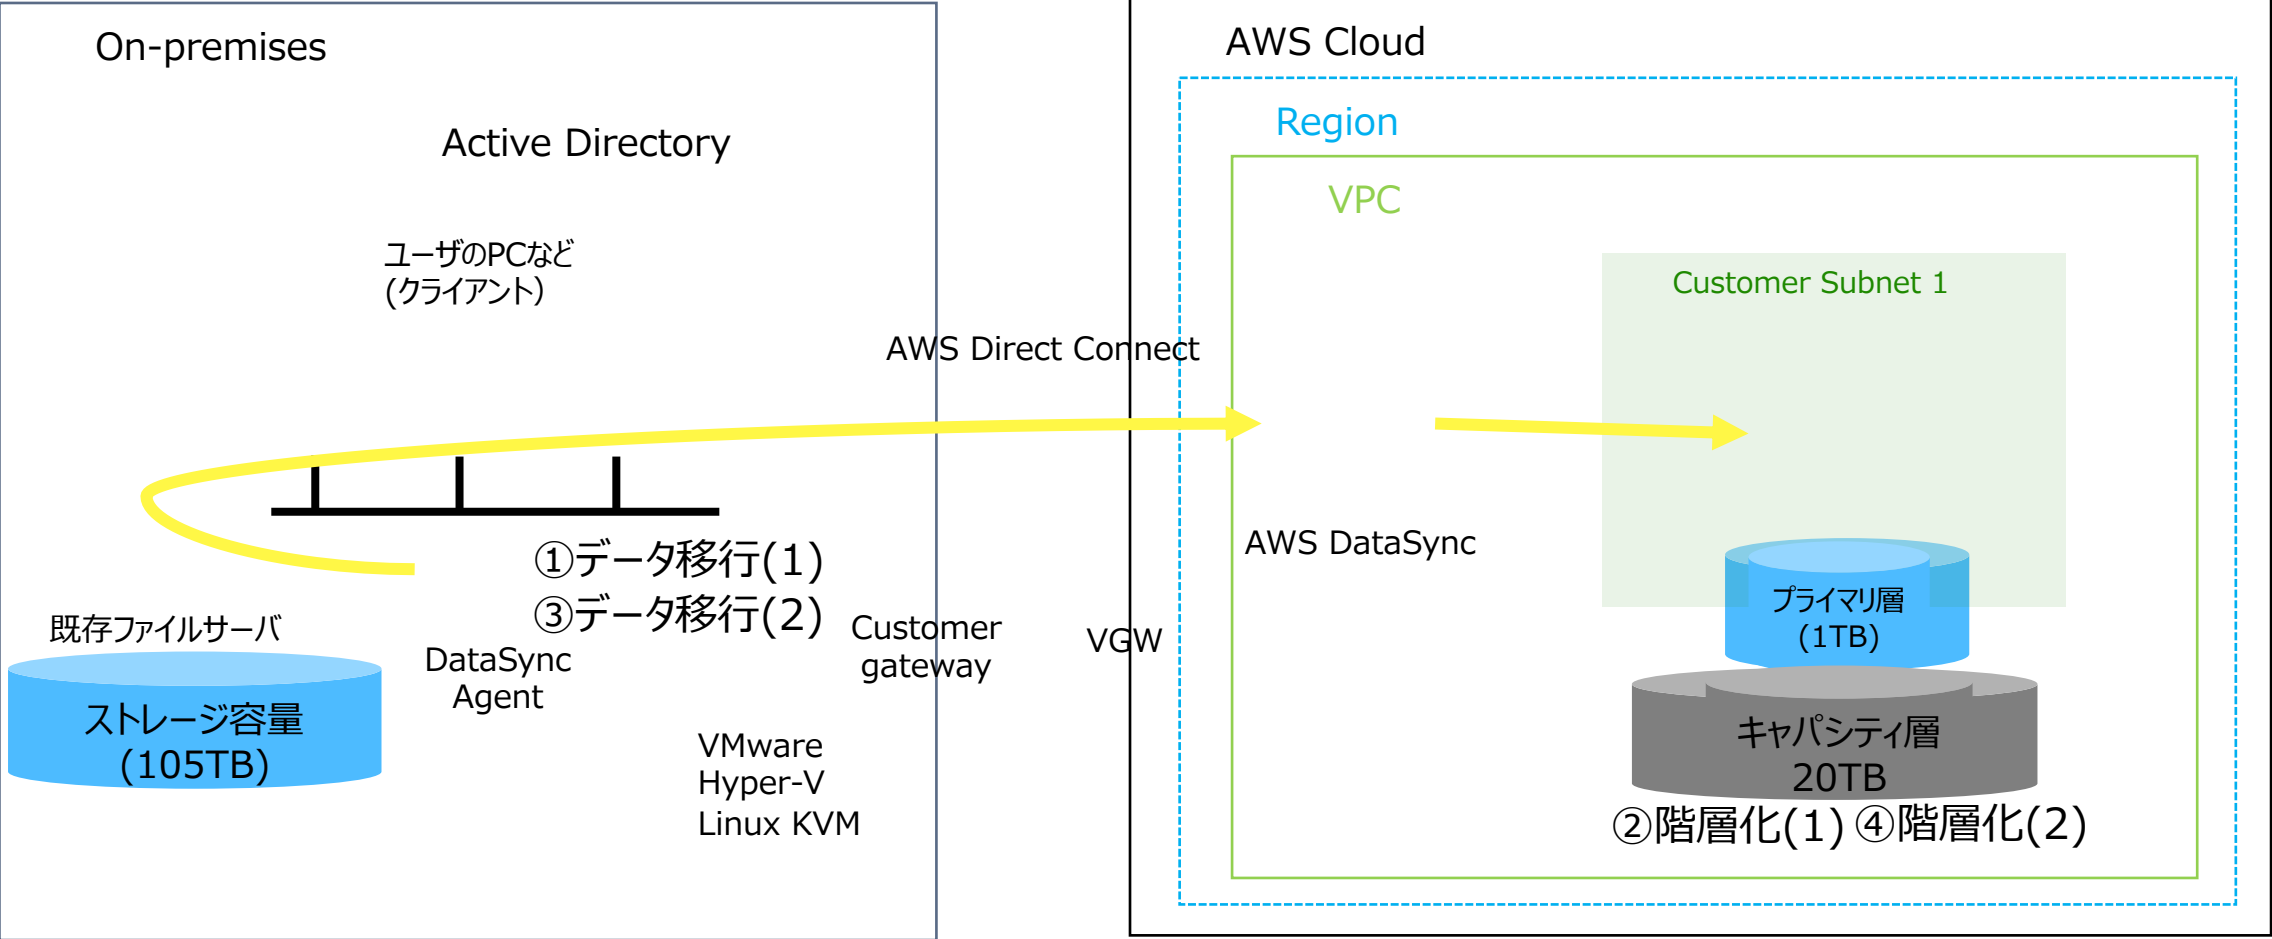 On-premises
Active Directory
ユーザのPCなど
(クライアント）
AWS Direct Connect
①データ移行(1)
③データ移行(2)
既存ファイルサーバ
ストレージ容量
(105TB)
DataSync
Agent
VMware
Hyper-V
Linux KVM
Customer
gateway
VGW
AWS Cloud
Region
VPC
Customer Subnet 1
AWS DataSync
プライマリ層
(1TB)
キャパシティ層
20TB
②階層化(1) ④階層化(2)